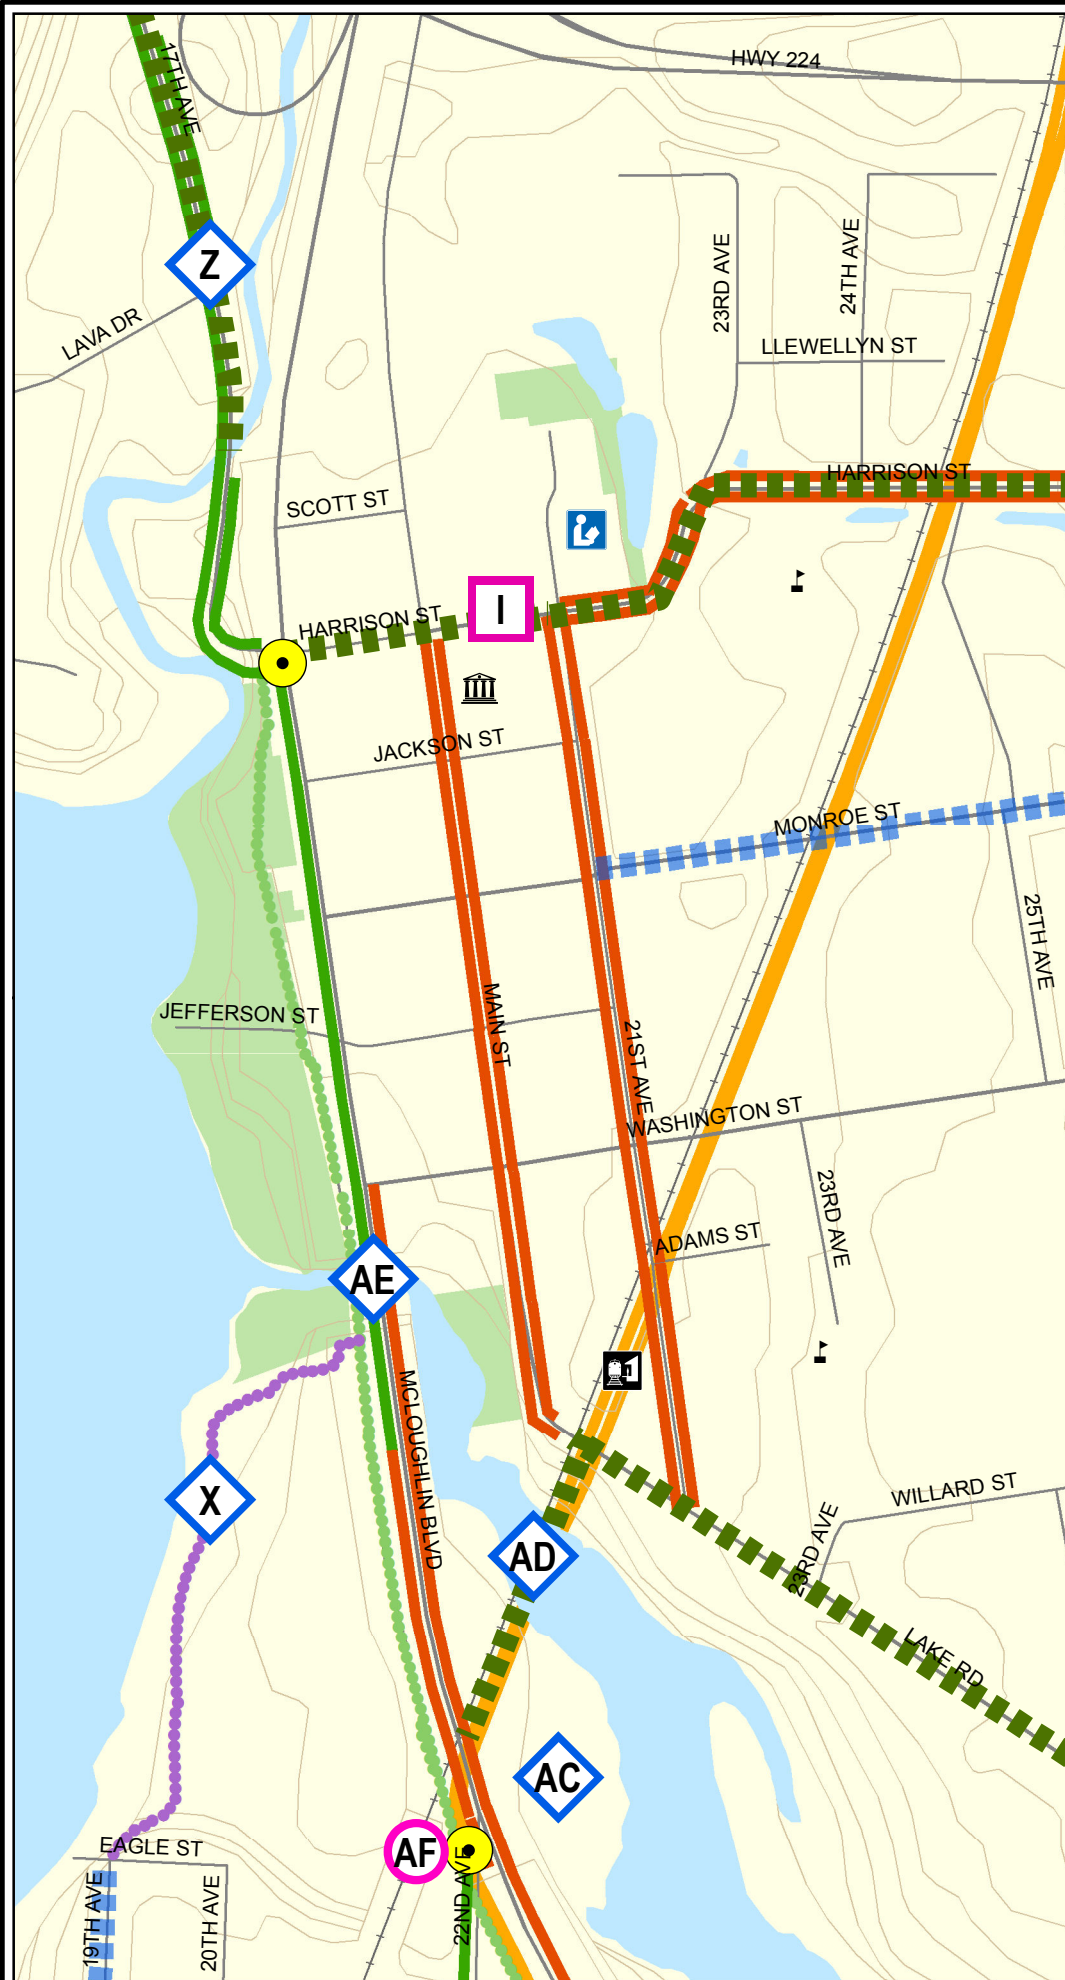 HWY 224
17TH AVE
Z
23RD AVE
24TH AVE
LAVA DR
LLEWELLYN ST
HARRISON ST
SCOTT ST
I
HARRISON ST
JACKSON ST
MONROE ST
25TH AVE
JEFFERSON ST
MAIN ST
21ST AVE
WASHINGTON ST
23RD AVE
ADAMS ST
AE
MCLOUGHLIN BLVD
X
WILLARD ST
23RD AVE
AD
LAKE RD
AC
EAGLE ST
AF
22ND AVE
19TH AVE
20TH AVE